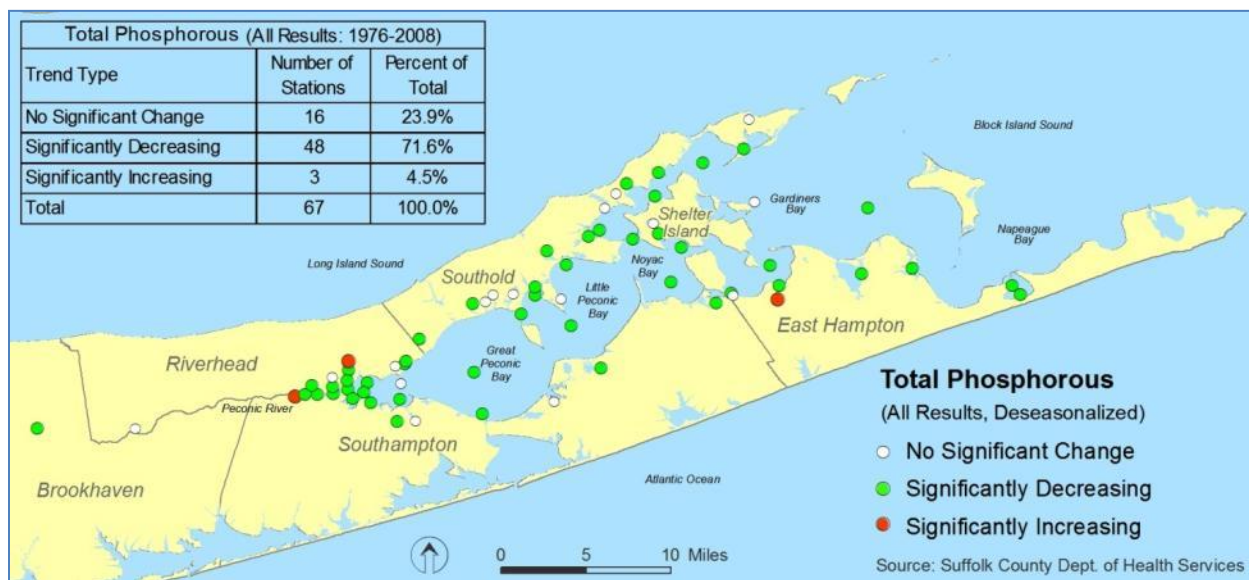 Total Phosphorous (All Results: 1976-2008)
Trend Type
Number of
Stations
Percent of
Total
No Significant Change 16 23.9%
Significantly Decreasing 48 71.6%
Significantly Increasing 3 4.5%
Total 67 100.0%
Block Island Sound
Gardiners
Bay
Shelter
Island
Napeague
Bay
Long Island Sound
Noyac
Bay
Southold
Little
Peconic
Bay
East Hampton
Riverhead
Great
Peconic
Bay
Peconic River
Southampton
Brookhaven
Atlantic Ocean
Total Phosphorous
(All Results, Deseasonalized)
No Significant Change
Significantly Decreasing
Significantly Increasing
0 5 10 Miles
Source: Suffolk County Dept. of Health Services